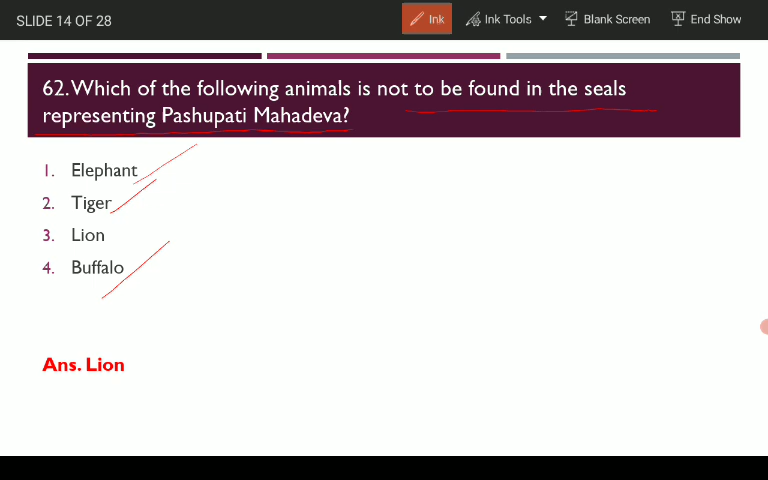 SLIDE 14 OF 28 Ink Ink Tools Blank Screen End Show
62.Which of the following animals is not to be found in the seals
representing Pashupati Mahadeva?
1. Elephant
2. Tiger
3. Lion
4. Buffalo
Ans. Lion